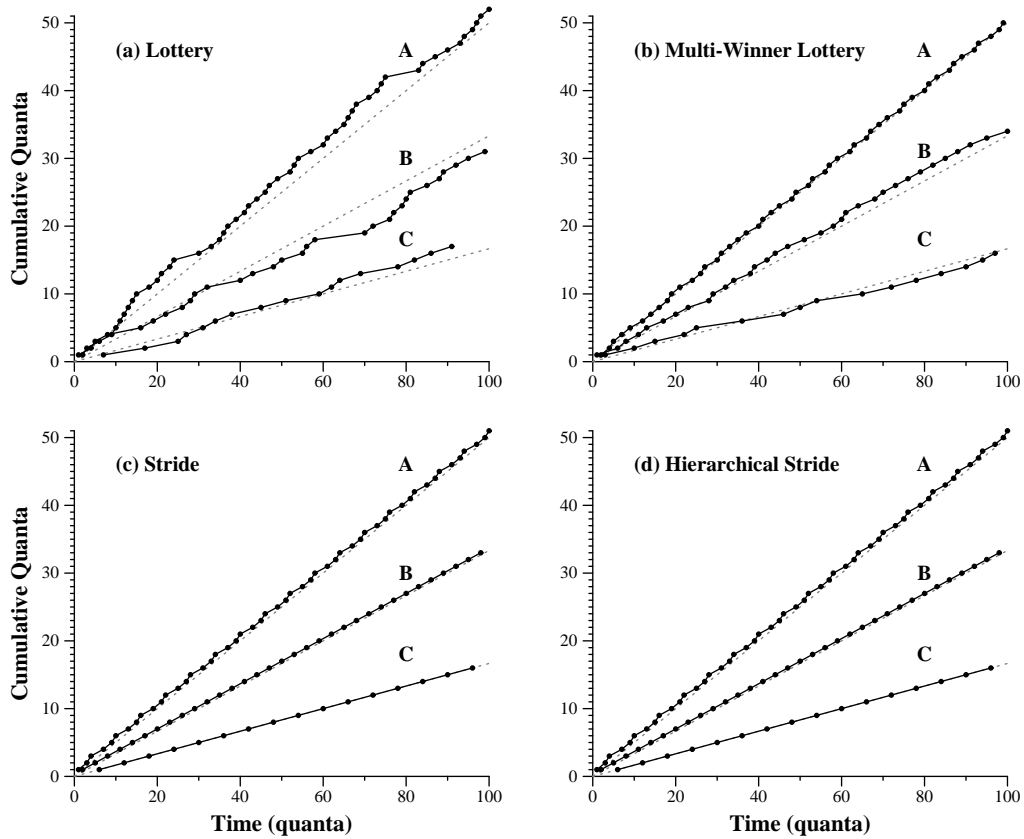 (a) Lottery
A
B
C
Cumulative Quanta
50
40
30
20
10
0
0 20 40 60 80 100
(b) Multi-Winner Lottery
A
B
C
50
40
30
20
10
0
0 20 40 60 80 100
(c) Stride
A
B
C
Cumulative Quanta
50
40
30
20
10
0
0 20 40 60 80 100
Time (quanta)
(d) Hierarchical Stride
A
B
C
50
40
30
20
10
0
0 20 40 60 80 100
Time (quanta)